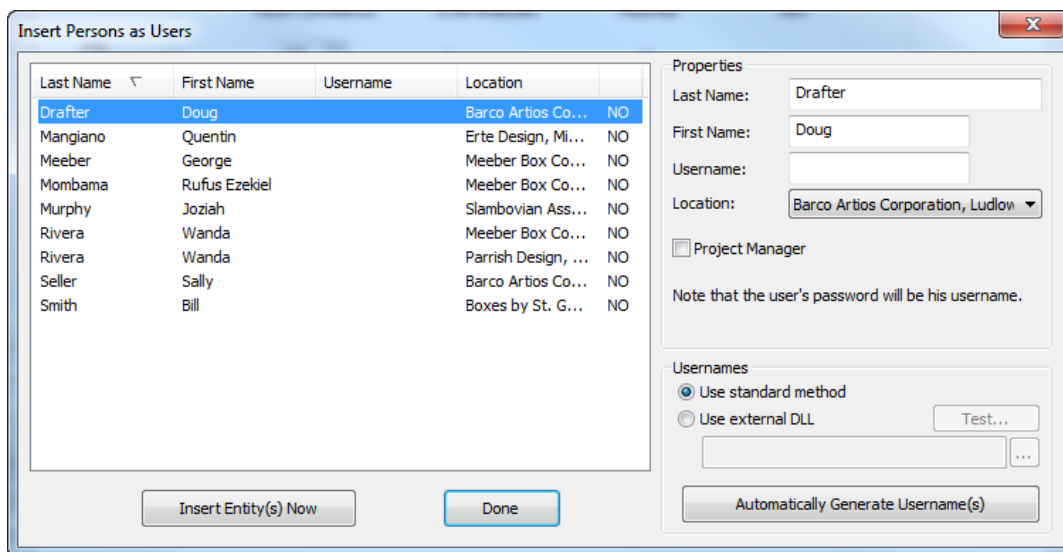 Insert Persons as Users
Last Name First Name Username Location
Drafter Doug Barco Artios Co... NO
Mangiano Quentin Erte Design, Mi... NO
Meeber George Meeber Box Co... NO
Mombama Rufus Ezekiel Meeber Box Co... NO
Murphy Joziah Slambovian Ass... NO
Rivera Wanda Meeber Box Co... NO
Rivera Wanda Parrish Design, ... NO
Seller Sally Barco Artios Co... NO
Smith Bill Boxes by St. G... NO
Insert Entity(s) Now
Done
Properties
Last Name: Drafter
First Name: Doug
Username:
Location: Barco Artios Corporation, Ludlow
Project Manager
Note that the user's password will be his username.
Usernames
Use standard method
Use external DLL
Test...
...
Automatically Generate Username(s)